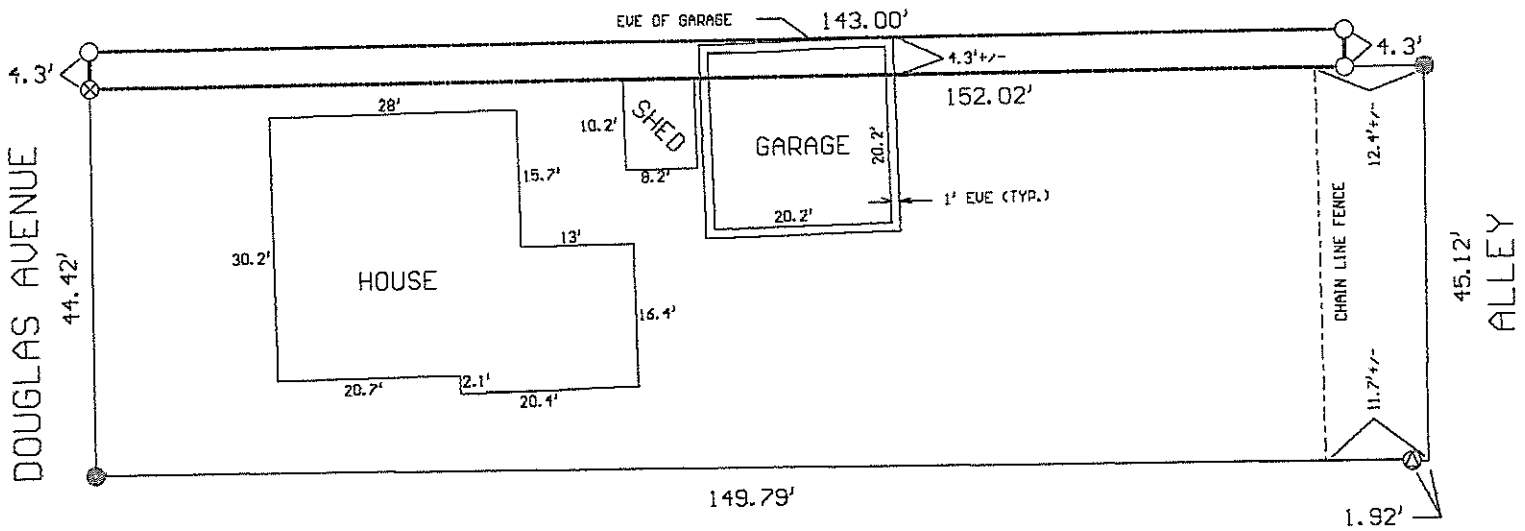 EVE OF GARAGE
143.00'
4.3'
4.3'+/-
4.3'
152.02'
28'
10.2'
SHED
8.2'
GARAGE
20.2'
20.2'
1' EVE (TYP.)
12.4'+/-
CHAIN LINE FENCE
11.7'+/-
DOUGLAS AVENUE
44.42'
15.7'
13'
30.2'
HOUSE
16.4'
20.7'
2.1'
20.4'
45.12'
ALLEY
149.79'
1.92'